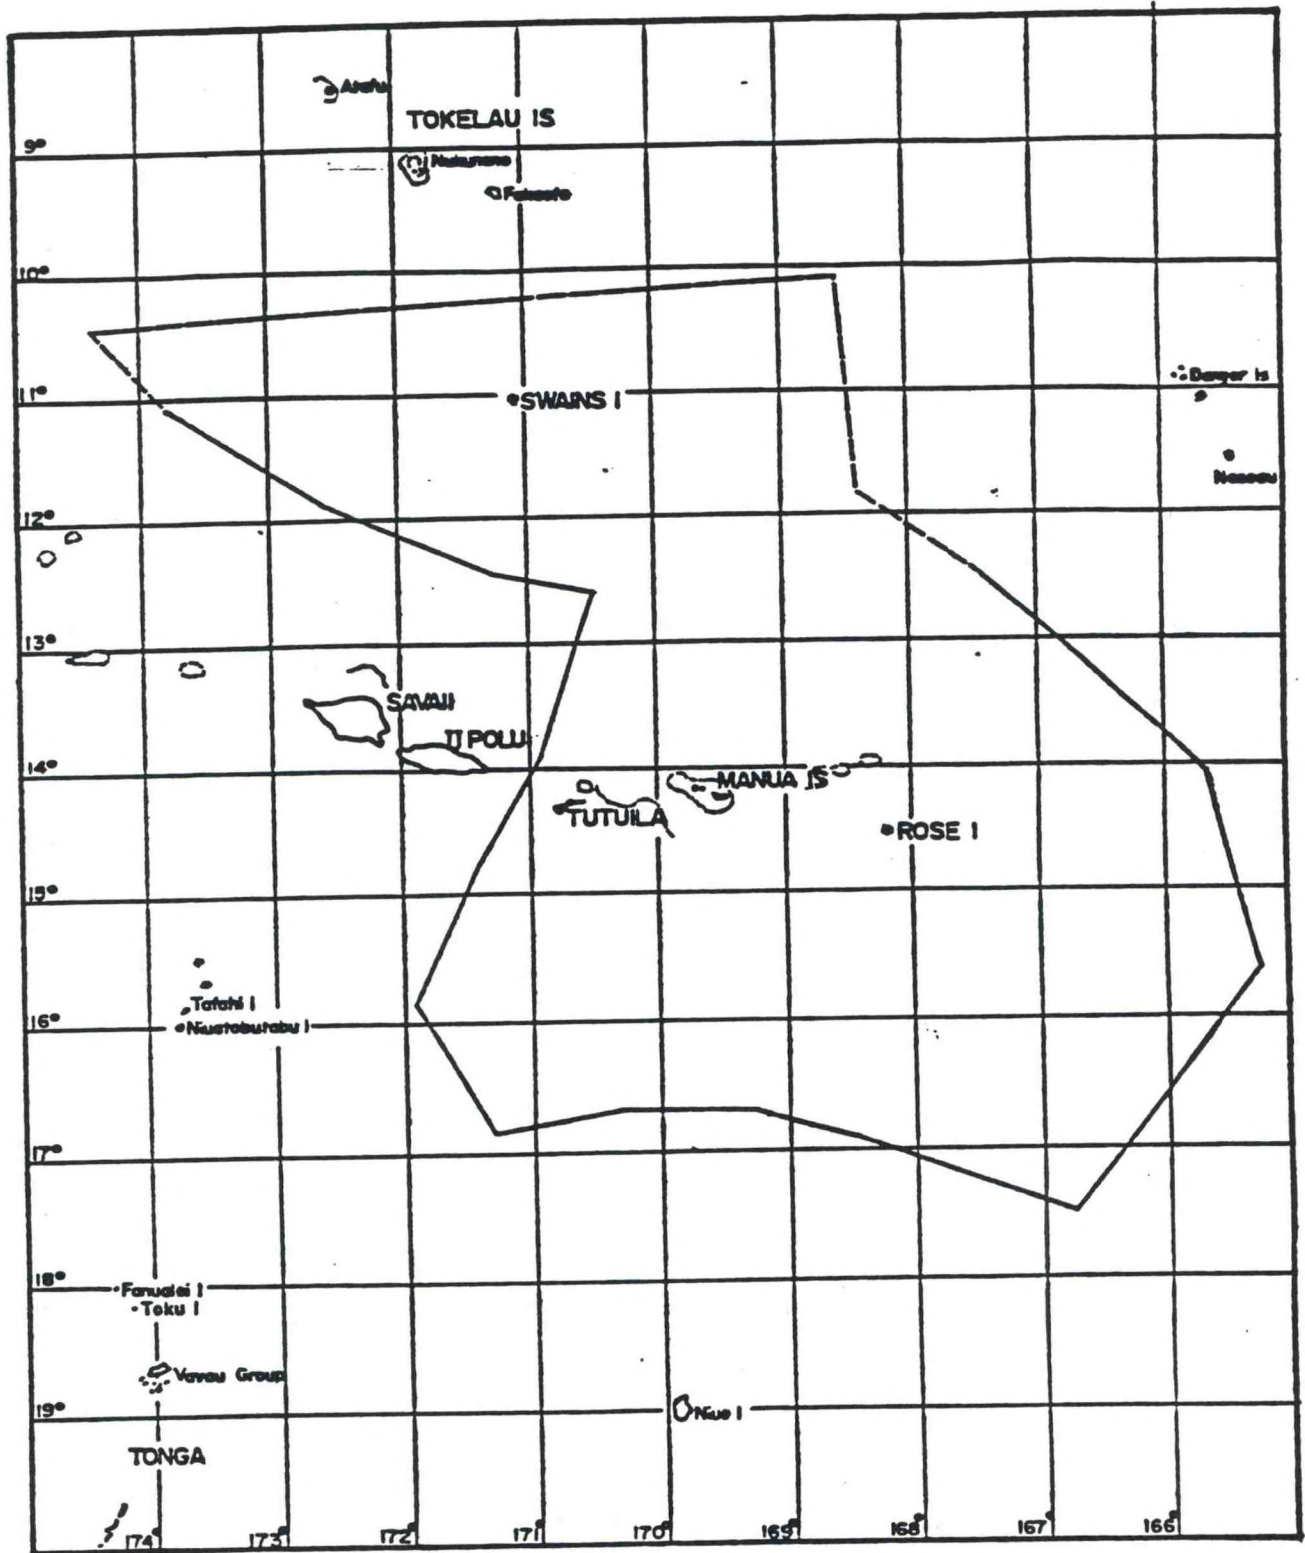 Atafu
TOKELAU IS
9°
Nukunono
Fakaofo
10°
Danger Is
11°
SWAINS I
Nassau
12°
13°
SAVAII
UPOLU
14°
MANUA IS
TUTUILA
ROSE I
15°
Tafahi I
16°
Niuatobutabu I
17°
18°
Fanualei I
Toku I
Vavau Group
19°
Niue I
TONGA
174° 173° 172° 171° 170° 169° 168° 167° 166°